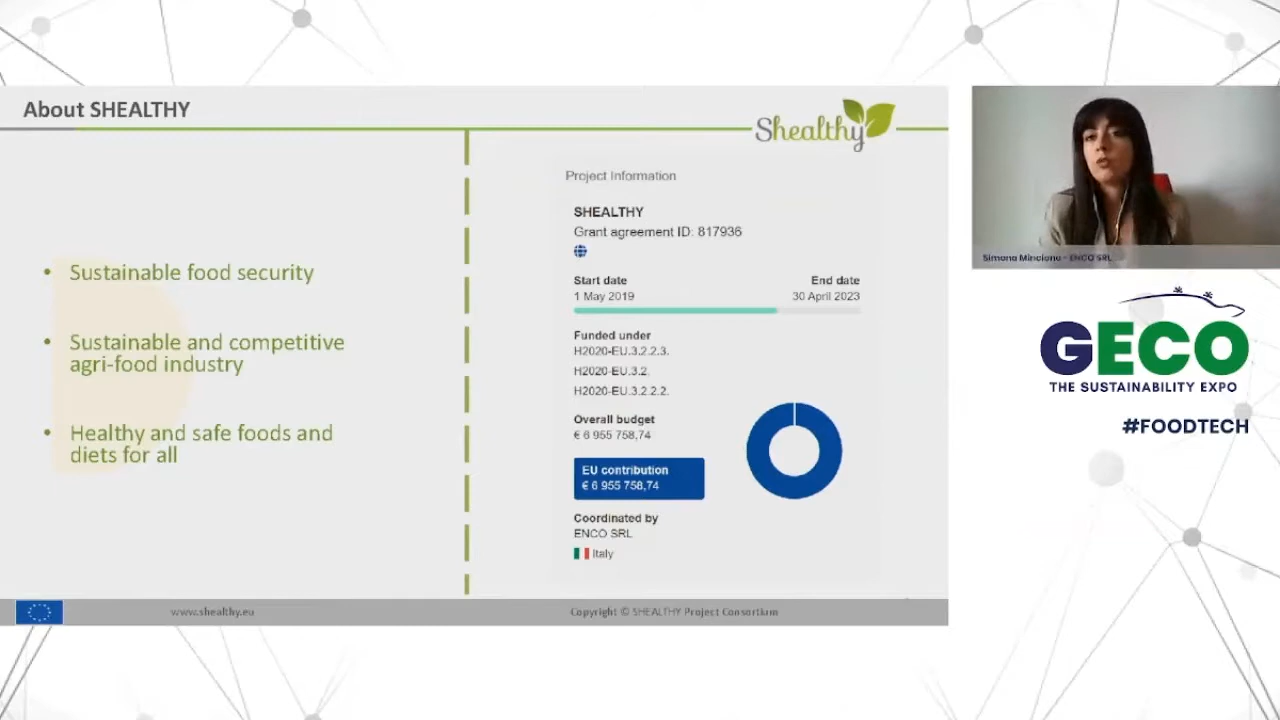 About SHEALTHY
Shealthy
• Sustainable food security
• Sustainable and competitive
agri-food industry
• Healthy and safe foods and
diets for all
Project Information
SHEALTHY
Grant agreement ID: 817936
Start date
End date
1 May 2019
30 April 2023
Funded under
H2020-EU.3.2.2.3.
H2020-EU.3.2.
H2020-EU.3.2.2.2.
Overall budget
€ 6 955 758,74
EU contribution
€ 6 955 758,74
Coordinated by
ENCO SRL
Italy
www.shealthy.eu
Copyright © SHEALTHY Project Consortium
Simona Mincione - ENCO SRL
GECO
THE SUSTAINABILITY EXPO
#FOODTECH